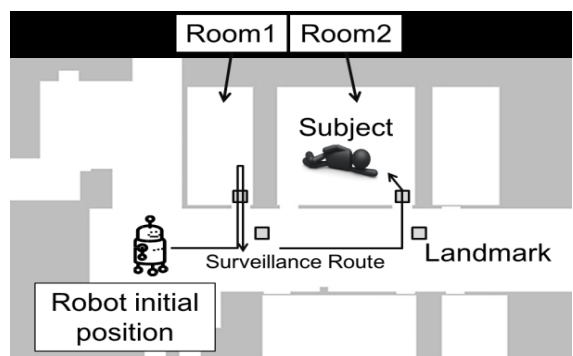 Room1
Room2
Subject
Landmark
Surveillance Route
Robot initial
position